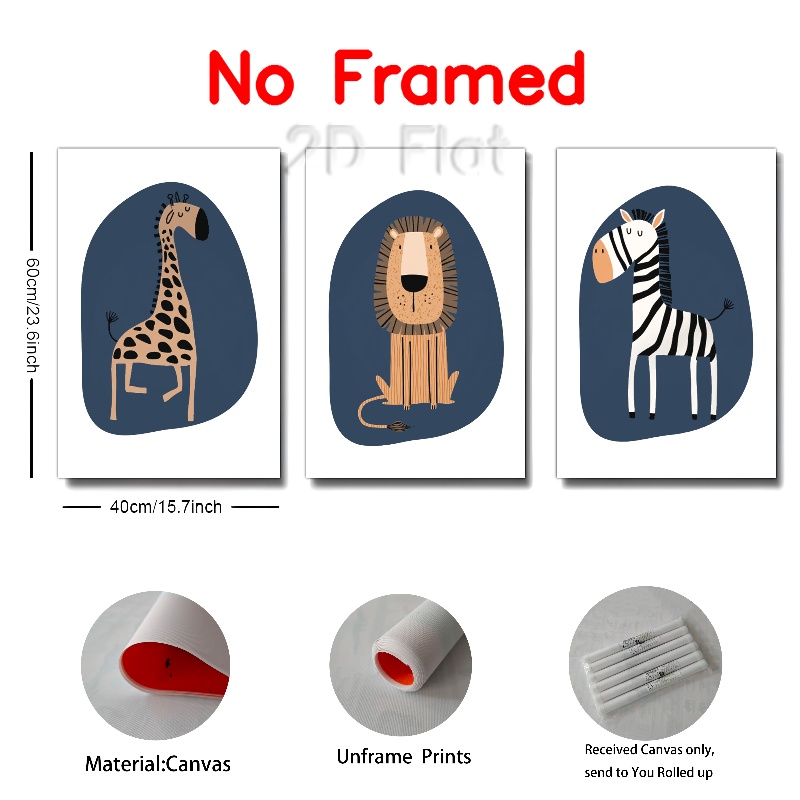 No Framed
2D Flat
60cm/23.6inch
40cm/15.7inch
Material:Canvas
Unframe Prints
Received Canvas only,
send to You Rolled up